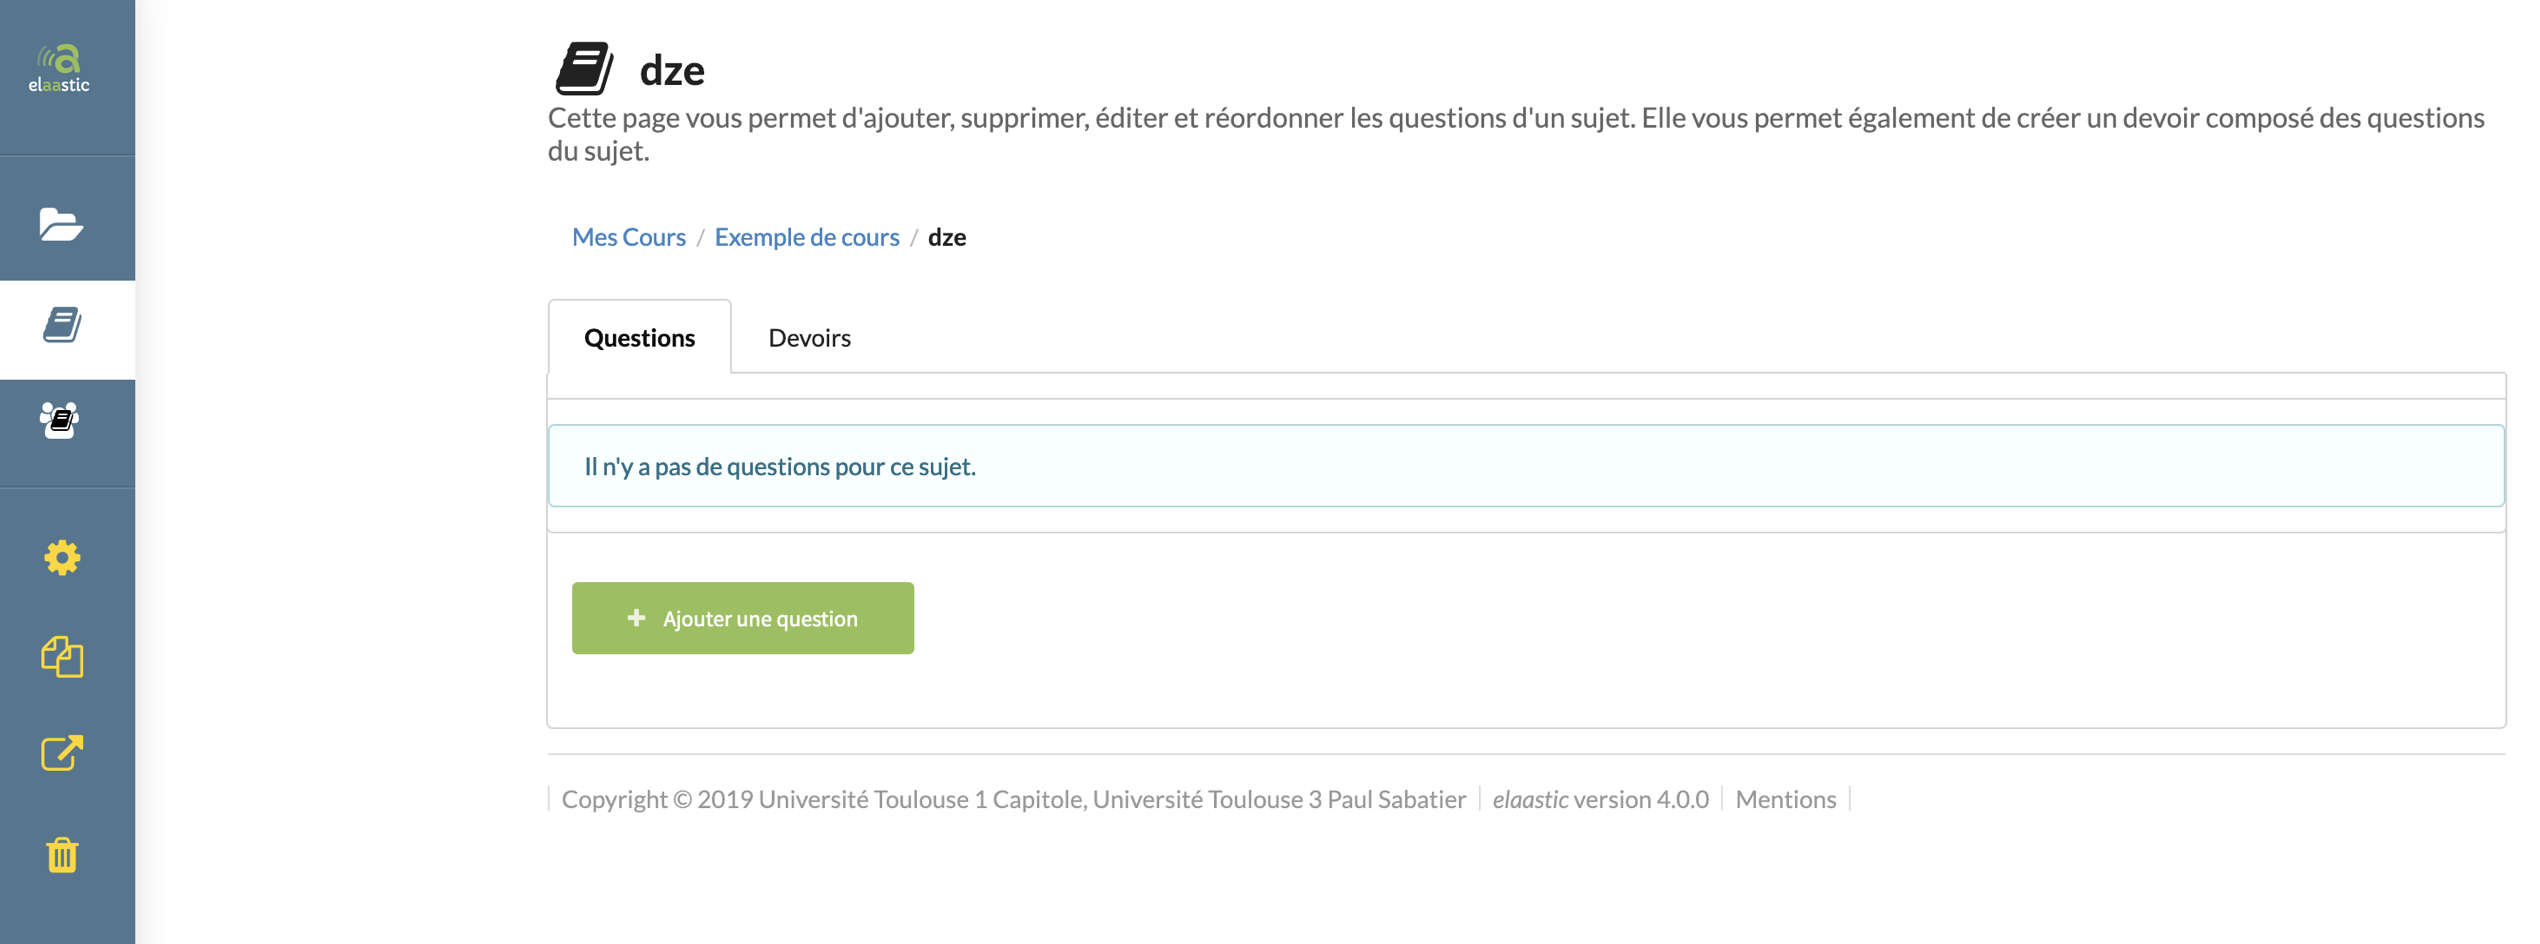 elaastic
dze
Cette page vous permet d'ajouter, supprimer, éditer et réordonner les questions d'un sujet. Elle vous permet également de créer un devoir composé des questions
du sujet.
Mes Cours / Exemple de cours / dze
Questions Devoirs
Il n'y a pas de questions pour ce sujet.
Ajouter une question
Copyright © 2019 Université Toulouse 1 Capitole, Université Toulouse 3 Paul Sabatier | elaastic version 4.0.0 | Mentions |